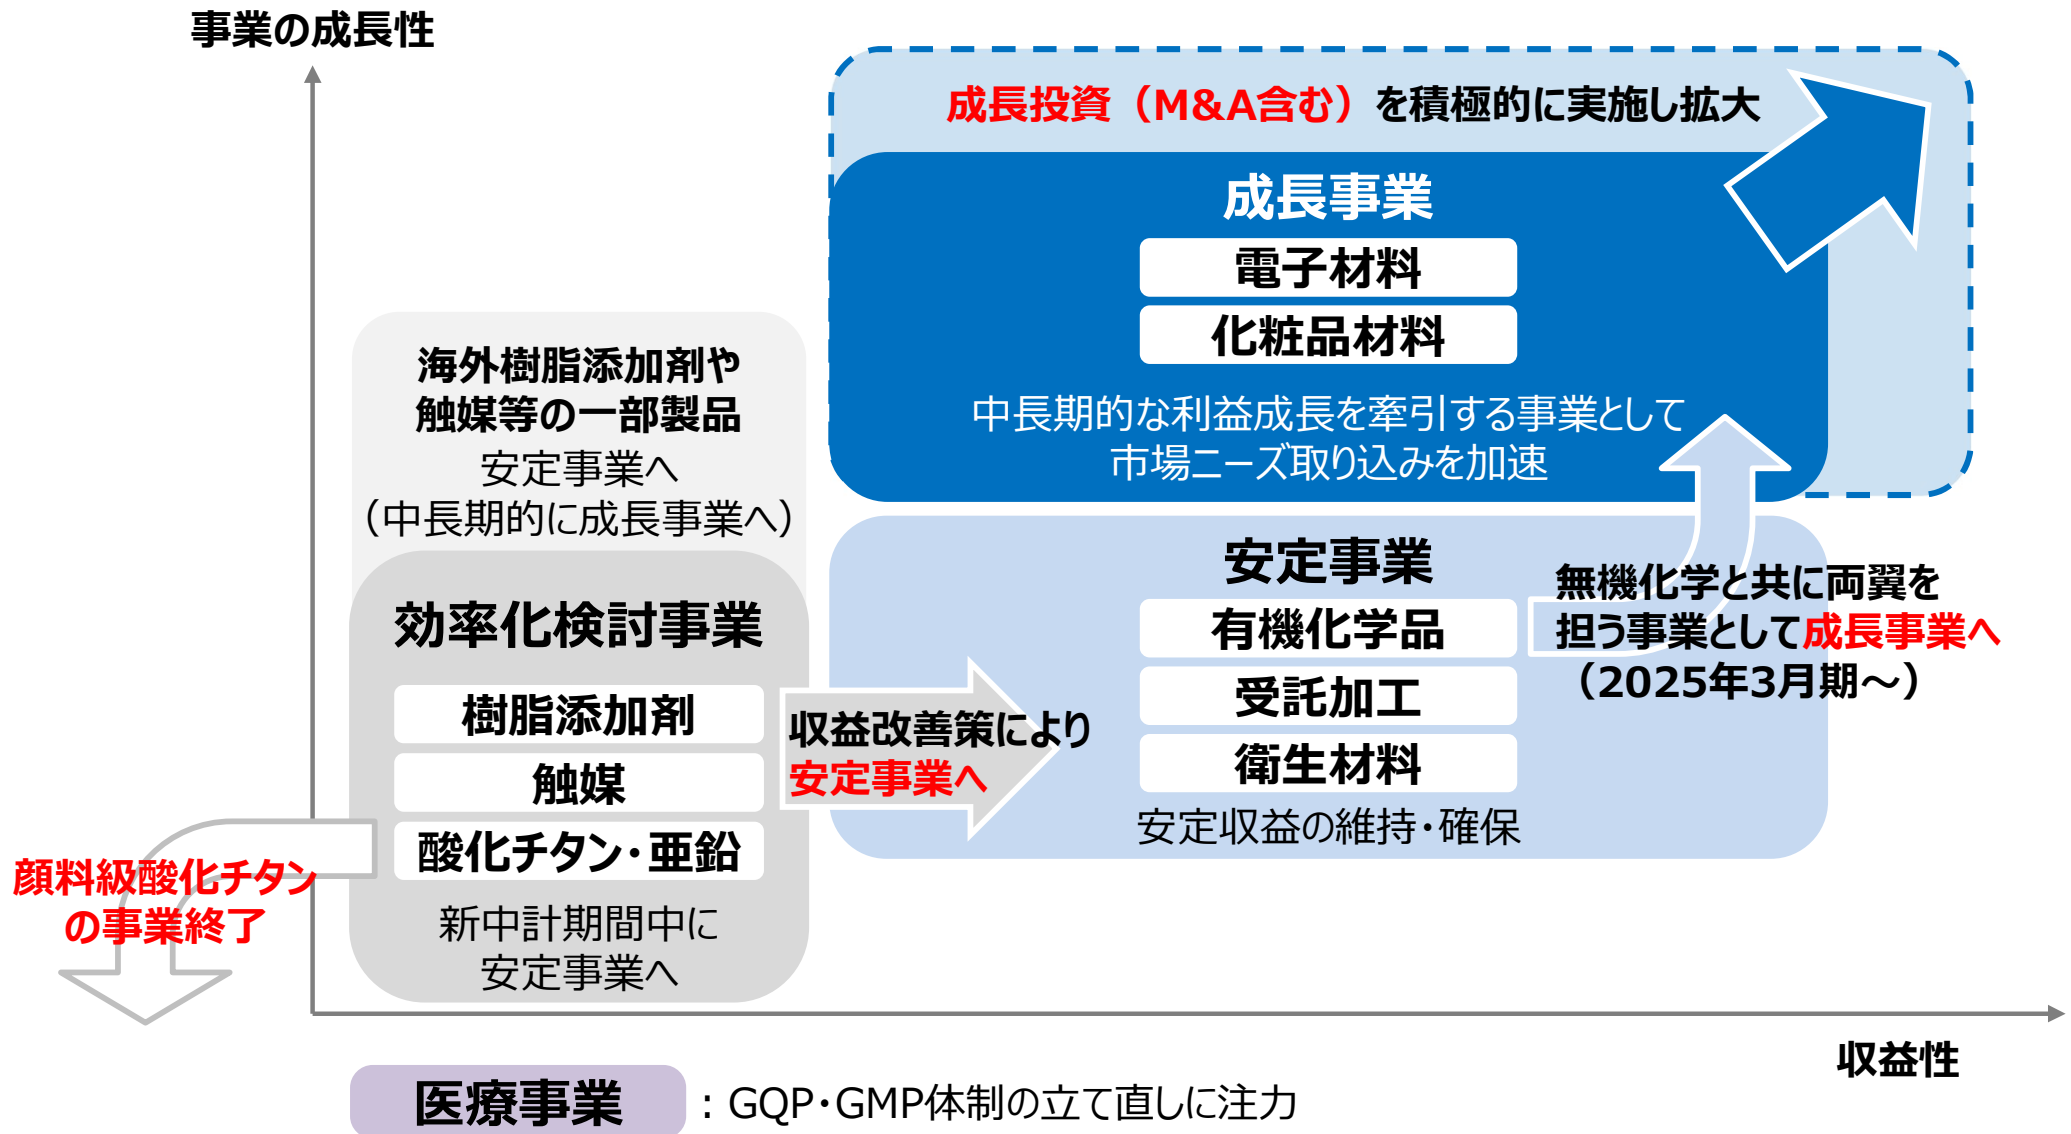 事業の成長性
成長投資（M&A含む）を積極的に実施し拡大
成長事業
電子材料
化粧品材料
中長期的な利益成長を牽引する事業として
市場ニーズ取り込みを加速
海外樹脂添加剤や
触媒等の一部製品
安定事業へ
（中長期的に成長事業へ）
効率化検討事業
樹脂添加剤
触媒
酸化チタン・亜鉛
新中計期間中に
安定事業へ
収益改善策により
安定事業へ
安定事業
有機化学品
受託加工
衛生材料
安定収益の維持・確保
無機化学と共に両翼を
担う事業として成長事業へ
（2025年3月期～）
顔料級酸化チタン
の事業終了
収益性
医療事業：GQP・GMP体制の立て直しに注力